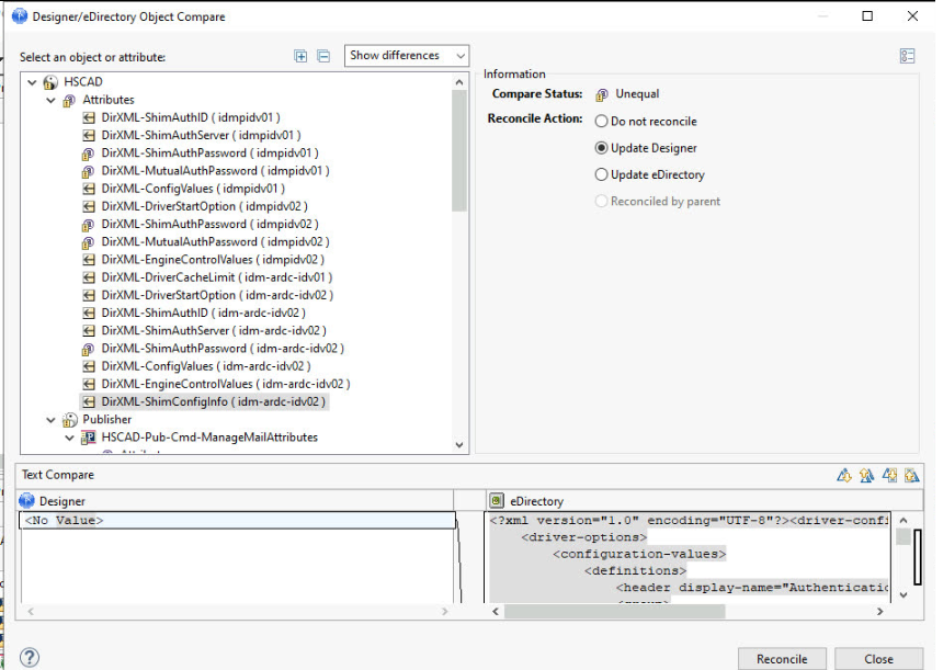 Designer/eDirectory Object Compare
Select an object or attribute:
Show differences
HSCAD
Attributes
DirXML-ShimAuthID ( idmpidv01 )
DirXML-ShimAuthServer ( idmpidv01 )
DirXML-ShimAuthPassword ( idmpidv01 )
DirXML-MutualAuthPassword ( idmpidv01 )
DirXML-ConfigValues ( idmpidv01 )
DirXML-DriverStartOption ( idmpidv02 )
DirXML-ShimAuthPassword ( idmpidv02 )
DirXML-MutualAuthPassword ( idmpidv02 )
DirXML-EngineControlValues ( idmpidv02 )
DirXML-DriverCacheLimit ( idm-ardc-idv01 )
DirXML-DriverStartOption ( idm-ardc-idv02 )
DirXML-ShimAuthID ( idm-ardc-idv02 )
DirXML-ShimAuthServer ( idm-ardc-idv02 )
DirXML-ShimAuthPassword ( idm-ardc-idv02 )
DirXML-ConfigValues ( idm-ardc-idv02 )
DirXML-EngineControlValues ( idm-ardc-idv02 )
DirXML-ShimConfigInfo ( idm-ardc-idv02 )
Publisher
HSCAD-Pub-Cmd-ManageMailAttributes
Information
Compare Status: Unequal
Reconcile Action: Do not reconcile
Update Designer
Update eDirectory
Reconciled by parent
Text Compare
Designer
<No Value>
eDirectory
<?xml version="1.0" encoding="UTF-8"?><driver-confi
<driver-options>
<configuration-values>
<definitions>
<header display-name="Authenticatio
Reconcile
Close